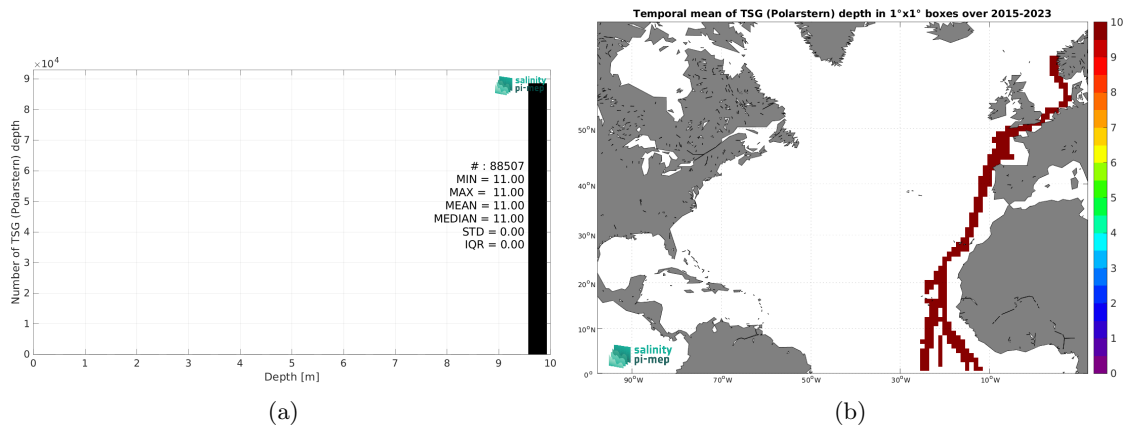 ×10⁴
9
8
7
6
5
4
3
2
1
0
Number of TSG (Polarstern) depth
salinity
pi-mep
# : 88507
MIN = 11.00
MAX = 11.00
MEAN = 11.00
MEDIAN = 11.00
STD = 0.00
IQR = 0.00
0 1 2 3 4 5 6 7 8 9 10
Depth [m]
(a)
Temporal mean of TSG (Polarstern) depth in 1°x1° boxes over 2015-2023
50°N
40°N
30°N
20°N
10°N
0°
90°W 70°W 50°W 30°W 10°W
salinity
pi-mep
10
9
8
7
6
5
4
3
2
1
0
(b)